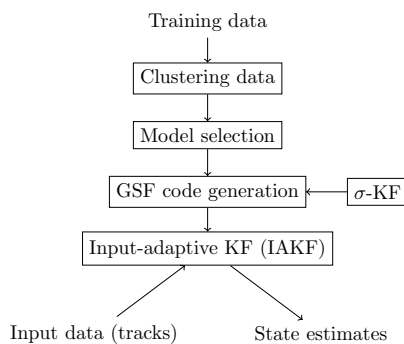 Training data
Clustering data
Model selection
GSF code generation
σ-KF
Input-adaptive KF (IAKF)
Input data (tracks)
State estimates